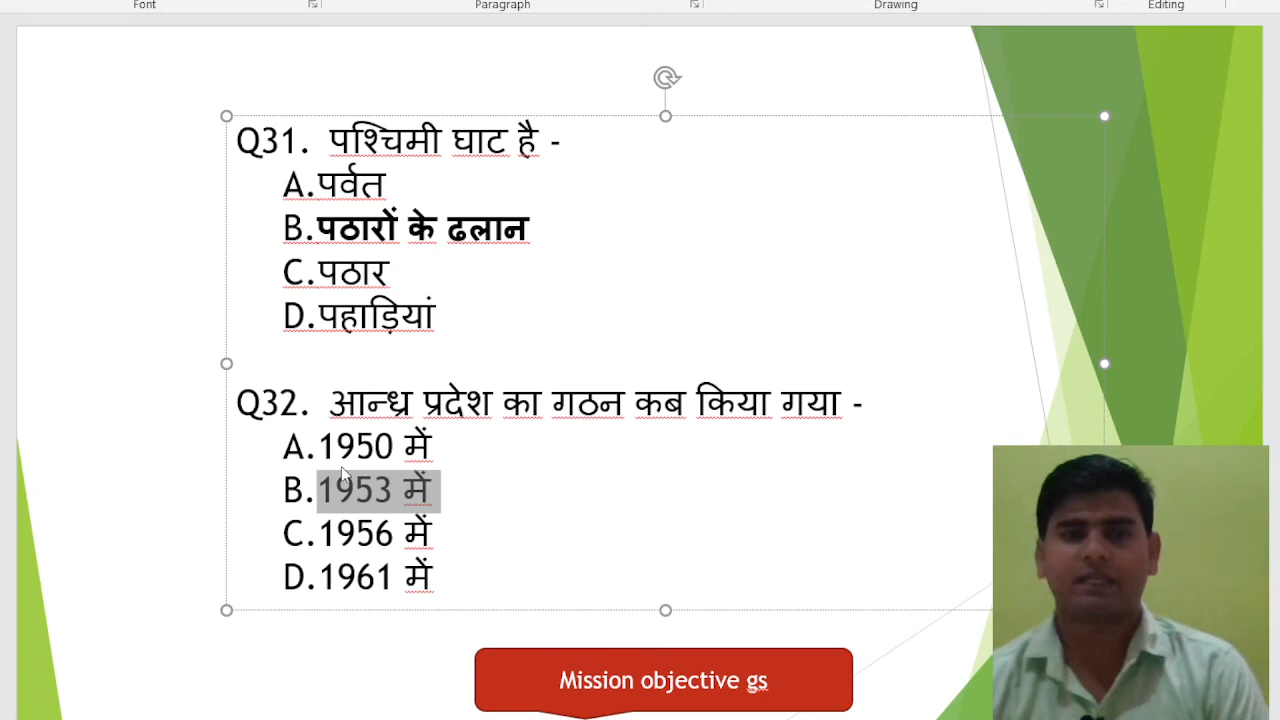 Font Paragraph Drawing Editing
Q31. पश्चिमी घाट है -
A.पर्वत
B.पठारों के ढलान
C.पठार
D.पहाड़ियां
Q32. आन्ध्र प्रदेश का गठन कब किया गया -
A.1950 में
B.1953 में
C.1956 में
D.1961 में
Mission objective gs